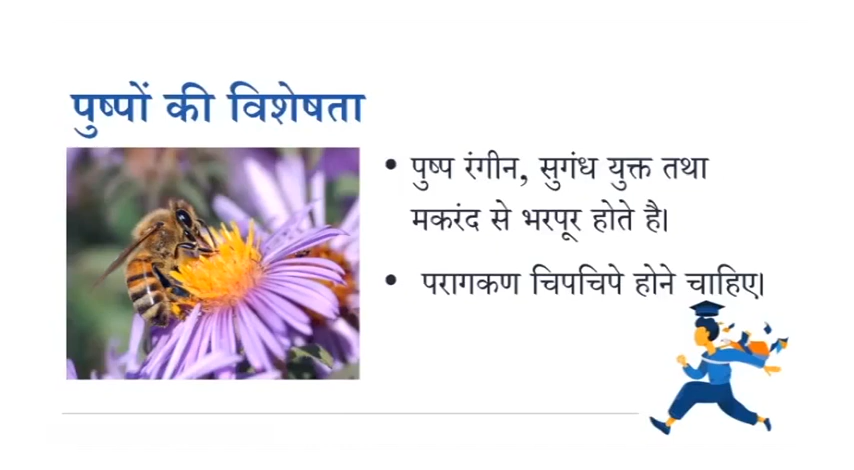 पुष्पों की विशेषता
• पुष्प रंगीन, सुगंध युक्त तथा
मकरंद से भरपूर होते है।
• परागकण चिपचिपे होने चाहिए।